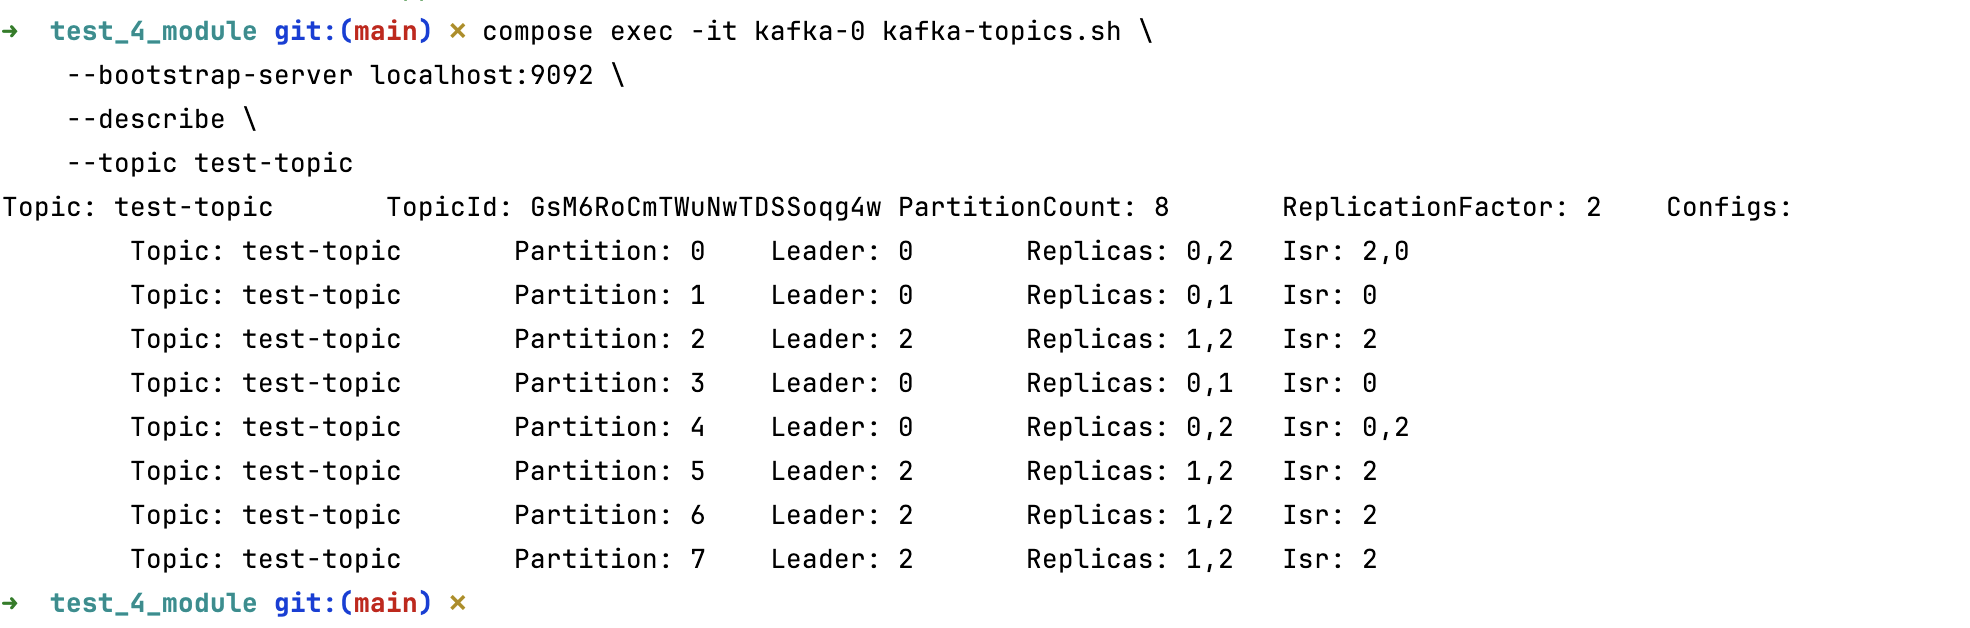 ➜  test_4_module git:(main) ✗ compose exec -it kafka-0 kafka-topics.sh \
    --bootstrap-server localhost:9092 \
    --describe \
    --topic test-topic
Topic: test-topic       TopicId: GsM6RoCmTWuNwTDSSoqg4w PartitionCount: 8       ReplicationFactor: 2    Configs:
        Topic: test-topic       Partition: 0    Leader: 0       Replicas: 0,2   Isr: 2,0
        Topic: test-topic       Partition: 1    Leader: 0       Replicas: 0,1   Isr: 0
        Topic: test-topic       Partition: 2    Leader: 2       Replicas: 1,2   Isr: 2
        Topic: test-topic       Partition: 3    Leader: 0       Replicas: 0,1   Isr: 0
        Topic: test-topic       Partition: 4    Leader: 0       Replicas: 0,2   Isr: 0,2
        Topic: test-topic       Partition: 5    Leader: 2       Replicas: 1,2   Isr: 2
        Topic: test-topic       Partition: 6    Leader: 2       Replicas: 1,2   Isr: 2
        Topic: test-topic       Partition: 7    Leader: 2       Replicas: 1,2   Isr: 2
➜  test_4_module git:(main) ✗